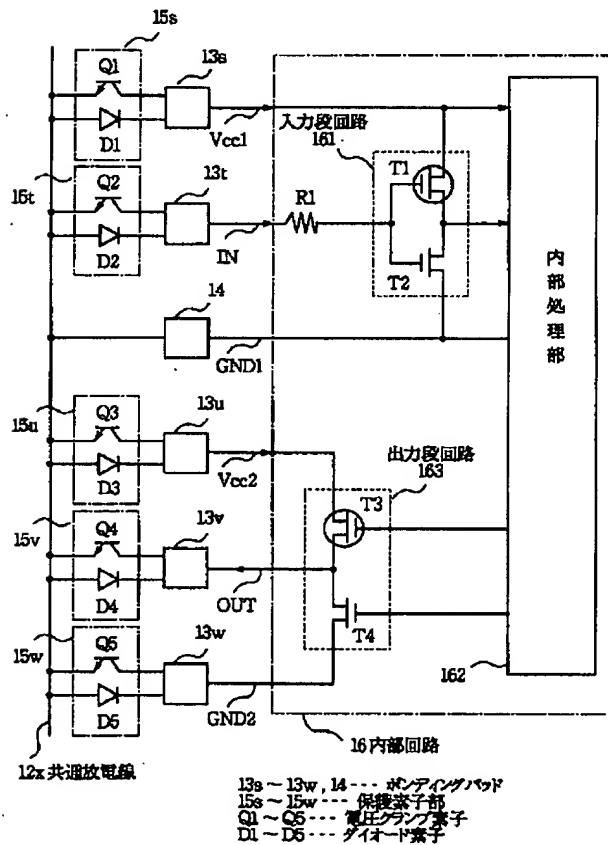 15s
Q1
13s
D1
Vcc1
入力段回路
161
T1
15t
Q2
13t
R1
D2
IN
T2
内部処理部
14
GND1
15u
Q3
13u
出力段回路
163
D3
Vcc2
T3
15v
Q4
13v
D4
OUT
T4
15w
Q5
13w
D5
GND2
162
16 内部回路
12x 共通放電線
13s～13w , 14 --- ボンディングパッド
15s～15w --- 保護素子部
Q1～Q5 --- 電圧クランプ素子
D1～D5 --- ダイオード素子